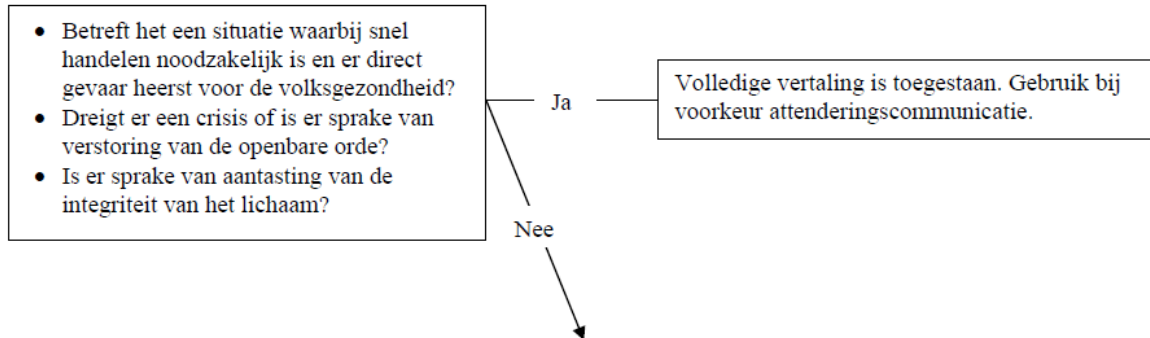 • Betreft het een situatie waarbij snel
handelen noodzakelijk is en er direct
gevaar heerst voor de volksgezondheid?
• Dreigt er een crisis of is er sprake van
verstoring van de openbare orde?
• Is er sprake van aantasting van de
integriteit van het lichaam?
Ja
Volledige vertaling is toegestaan. Gebruik bij
voorkeur attenderingscommunicatie.
Nee